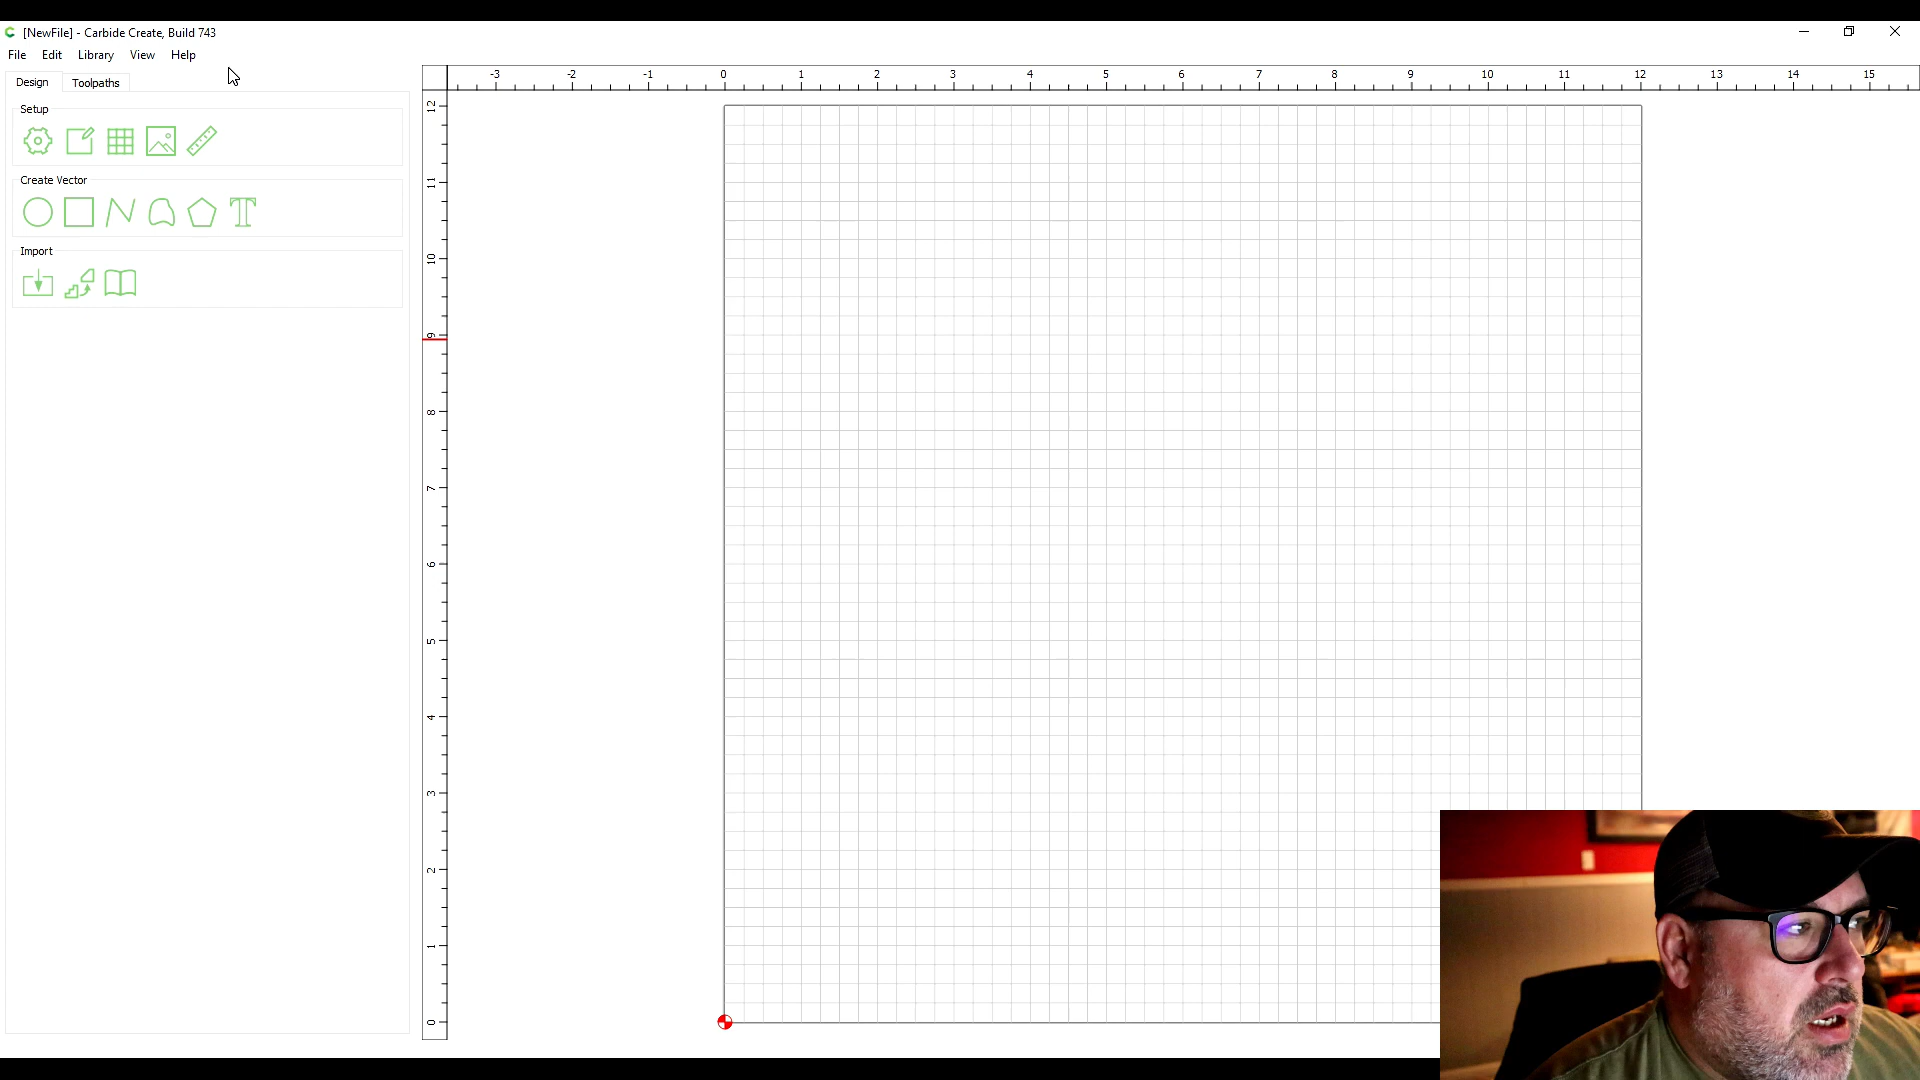 [NewFile] - Carbide Create, Build 743
File Edit Library View Help
Design Toolpaths
Setup
Create Vector
Import
-3 -2 -1 0 1 2 3 4 5 6 7 8 9 10 11 12 13 14 15
12
11
10
9
8
7
6
5
4
3
2
1
0